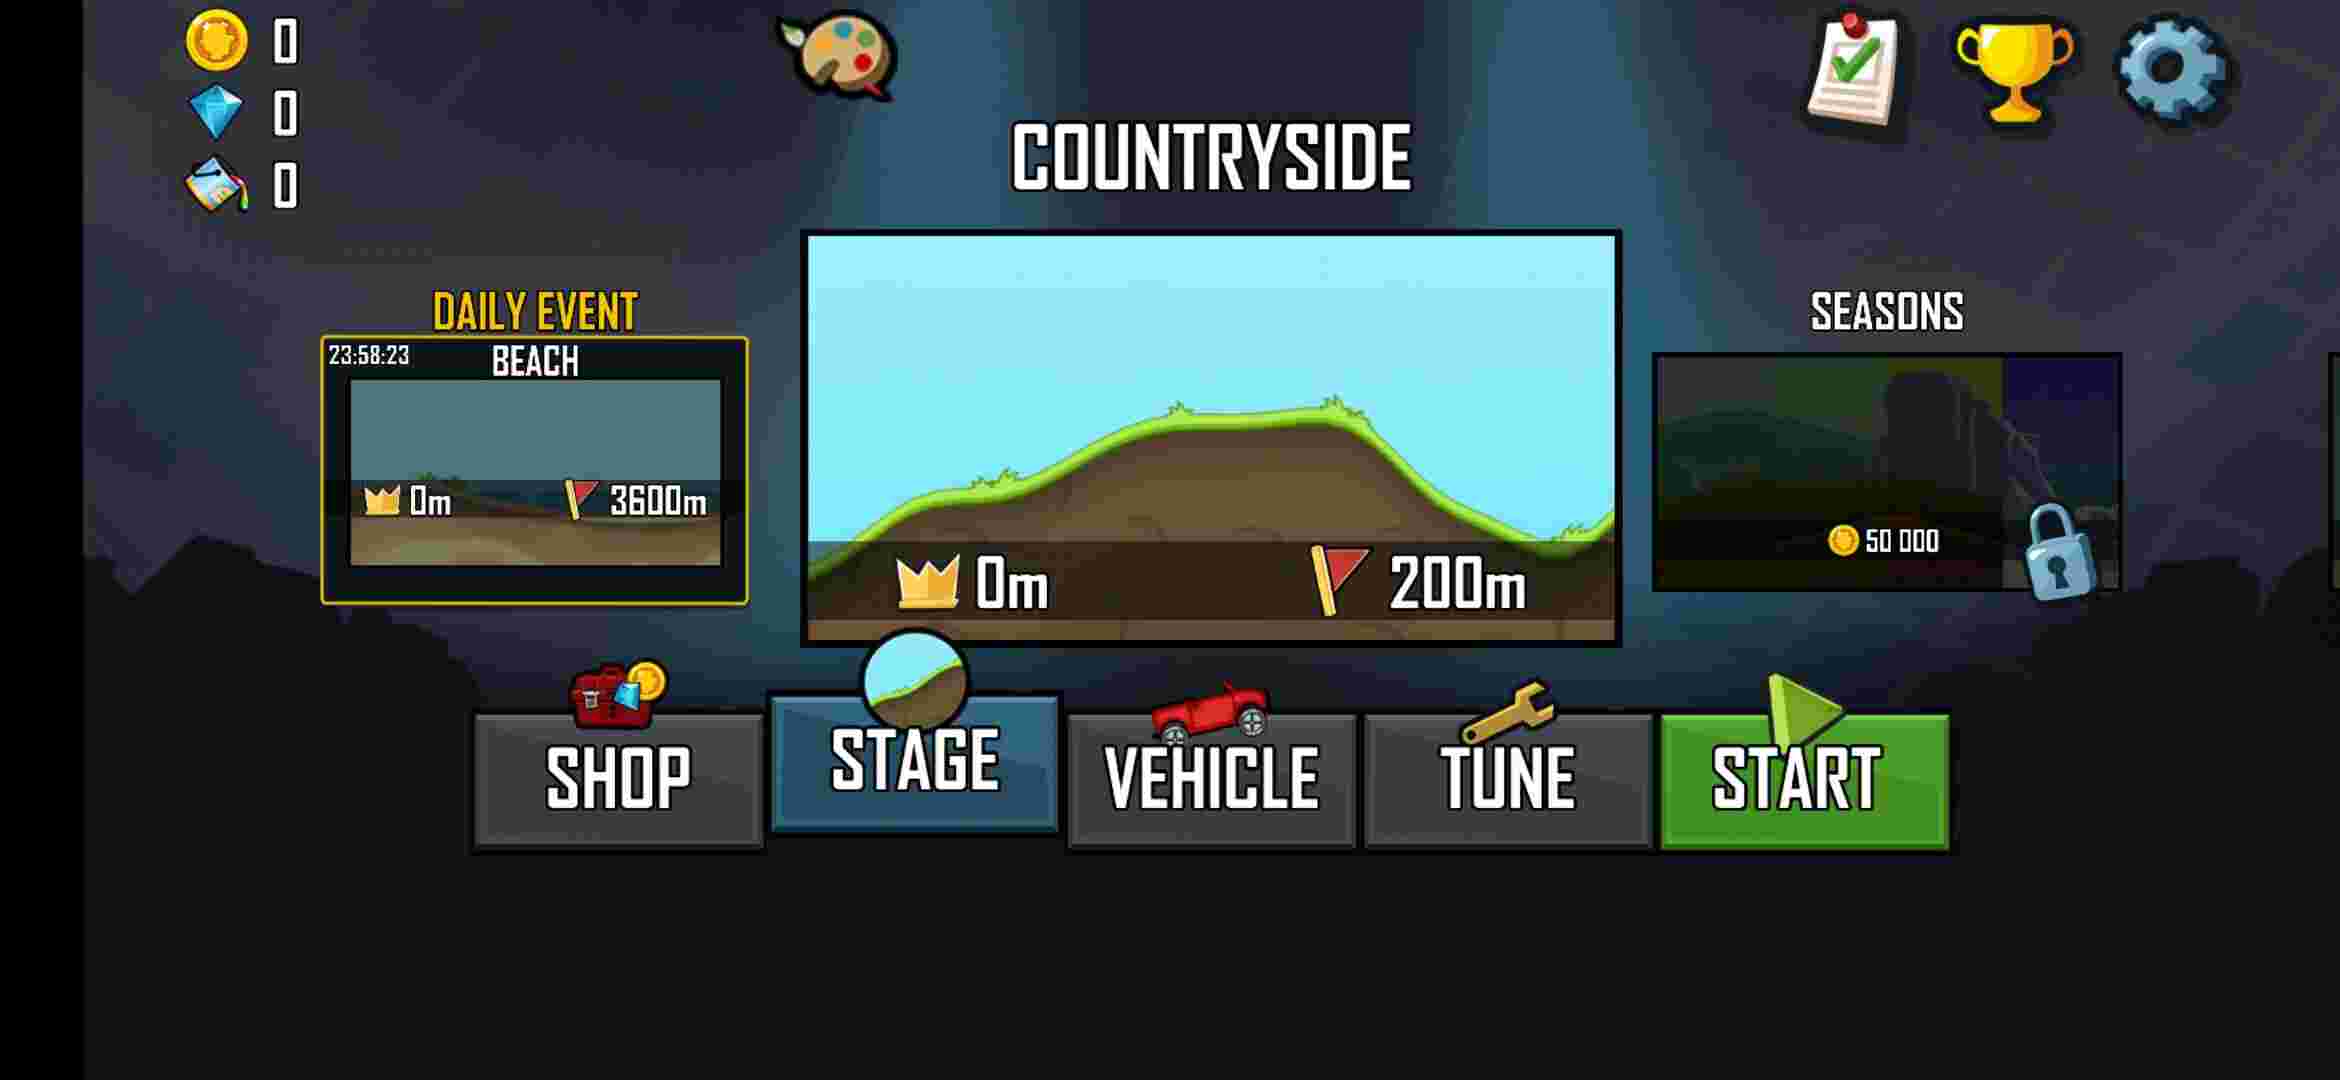 0
0
0
COUNTRYSIDE
DAILY EVENT
23:58:23 BEACH
0m 3600m
0m 200m
SEASONS
50 000
SHOP
STAGE
VEHICLE
TUNE
START